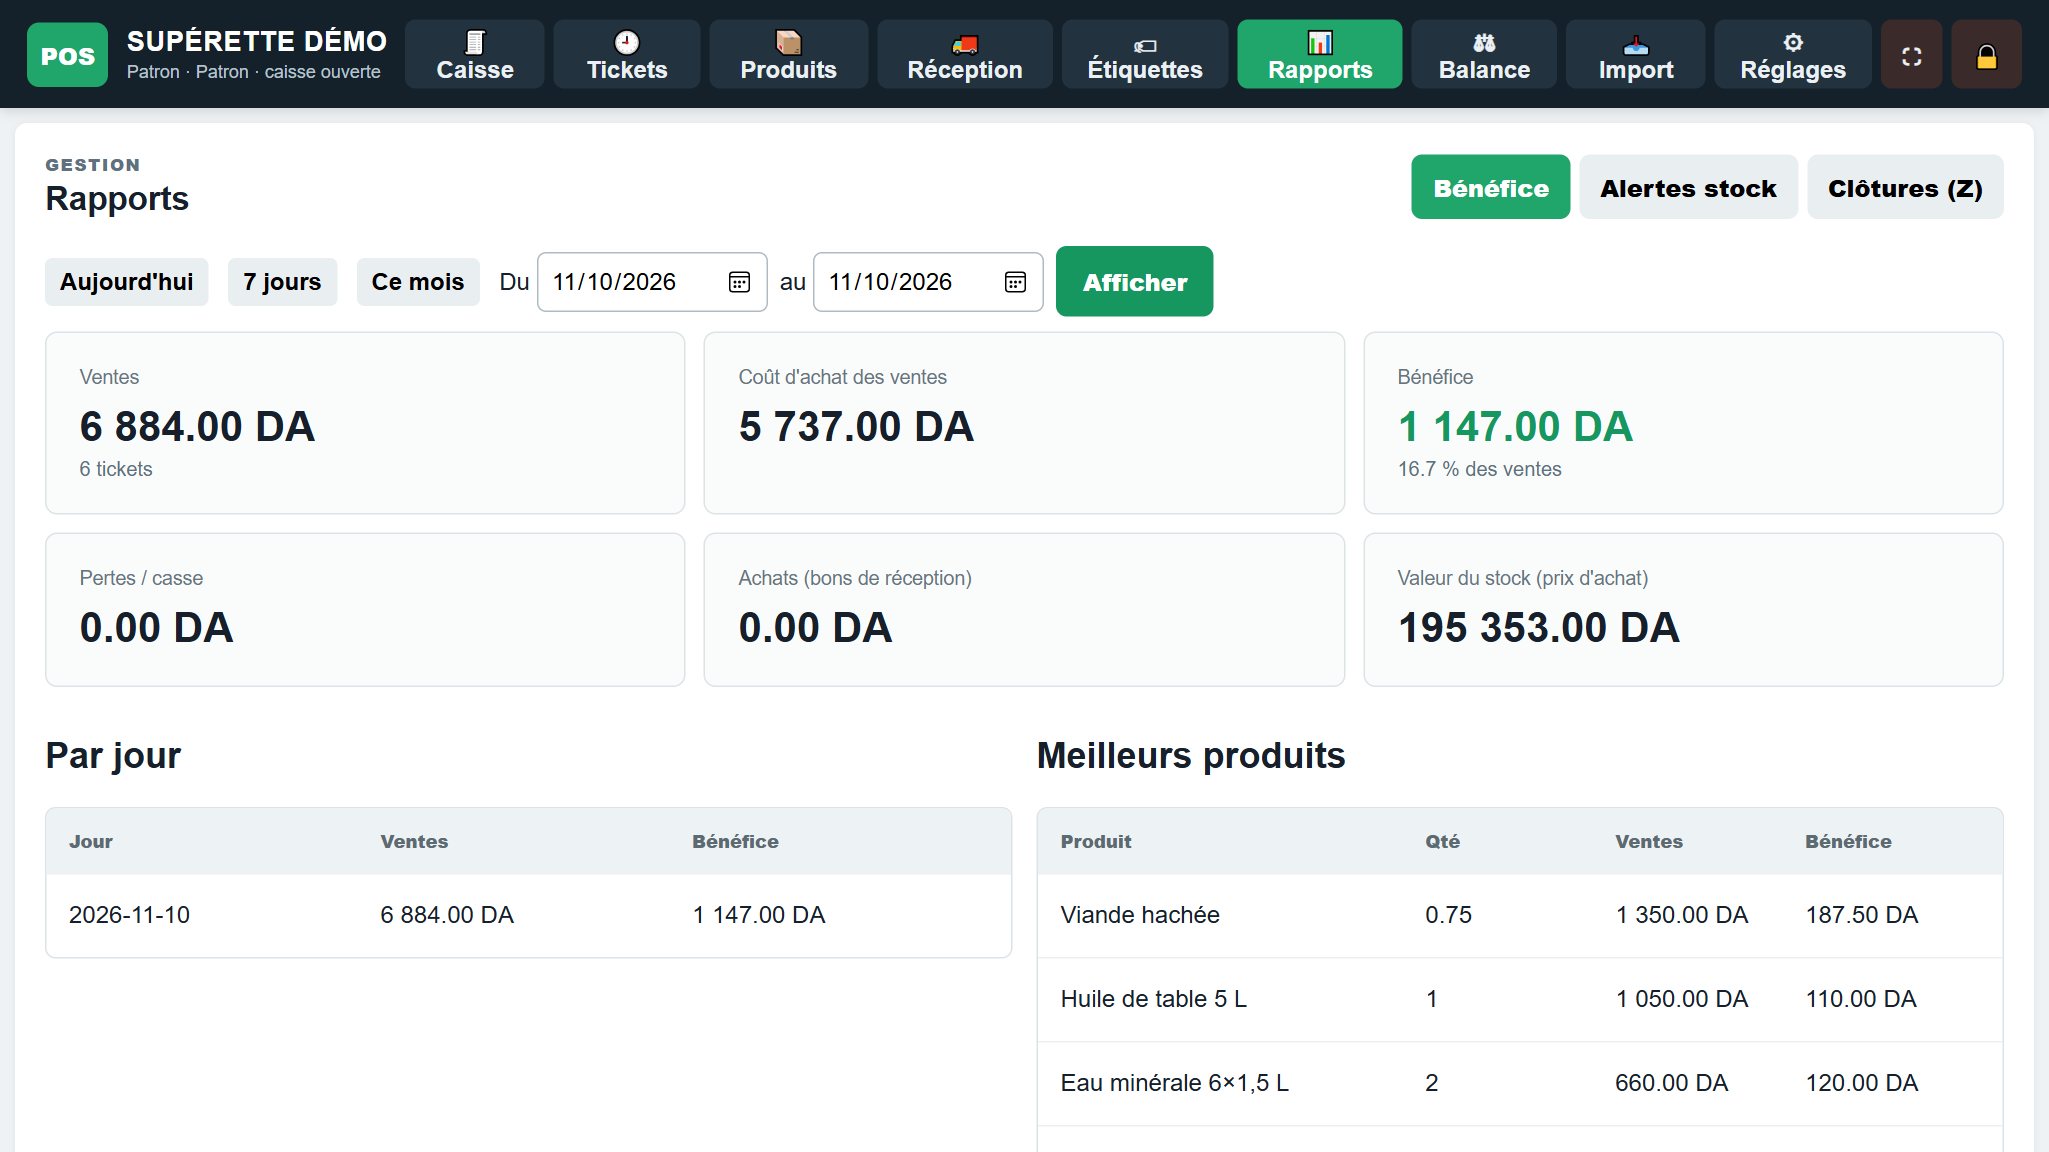 POS
SUPÉRETTE DÉMO
Patron · Patron · caisse ouverte
Caisse
Tickets
Produits
Réception
Étiquettes
Rapports
Balance
Import
Réglages
GESTION
Rapports
Bénéfice
Alertes stock
Clôtures (Z)
Aujourd'hui
7 jours
Ce mois
Du 11/10/2026 au 11/10/2026
Afficher
Ventes
6 884.00 DA
6 tickets
Coût d'achat des ventes
5 737.00 DA
Bénéfice
1 147.00 DA
16.7 % des ventes
Pertes / casse
0.00 DA
Achats (bons de réception)
0.00 DA
Valeur du stock (prix d'achat)
195 353.00 DA
Par jour
Jour Ventes Bénéfice
2026-11-10 6 884.00 DA 1 147.00 DA
Meilleurs produits
Produit Qté Ventes Bénéfice
Viande hachée 0.75 1 350.00 DA 187.50 DA
Huile de table 5 L 1 1 050.00 DA 110.00 DA
Eau minérale 6×1,5 L 2 660.00 DA 120.00 DA